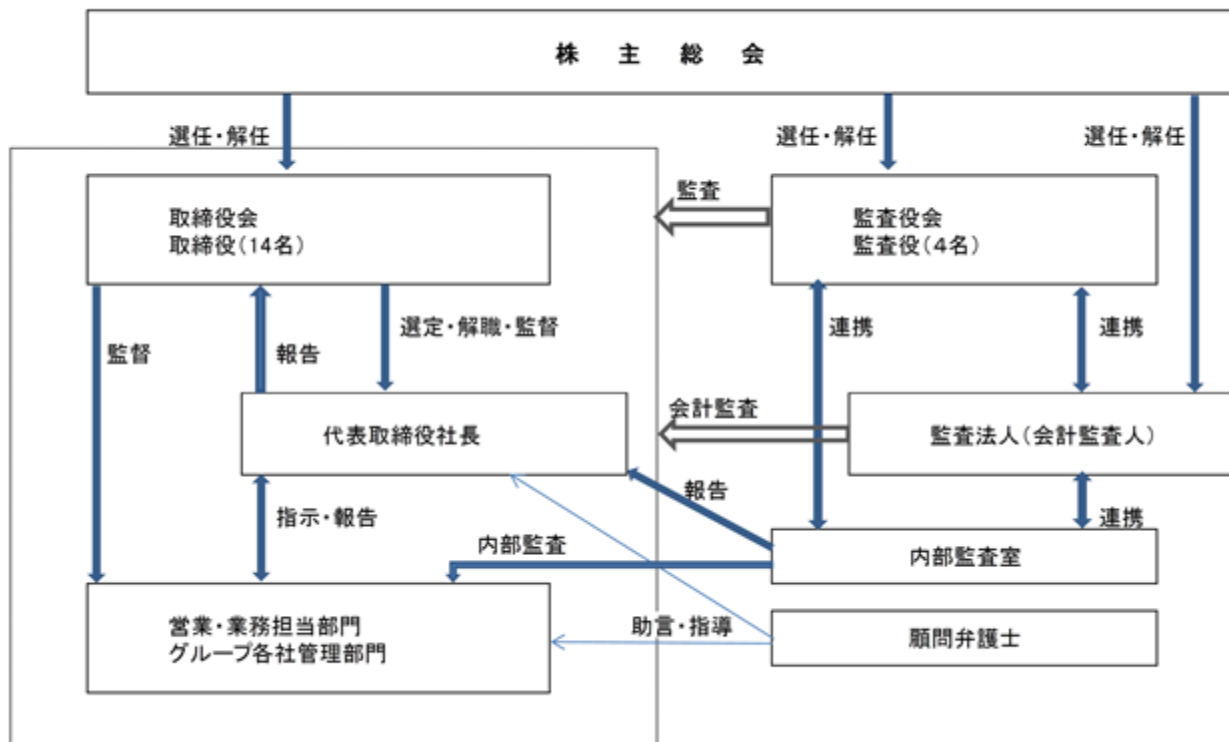 株 主 総 会
選任・解任
選任・解任
選任・解任
取締役会
取締役(14名)
監査
監査役会
監査役(4名)
監督
報告
選定・解職・監督
連携
連携
代表取締役社長
会計監査
監査法人(会計監査人)
指示・報告
報告
連携
内部監査
内部監査室
営業・業務担当部門
グループ各社管理部門
助言・指導
顧問弁護士